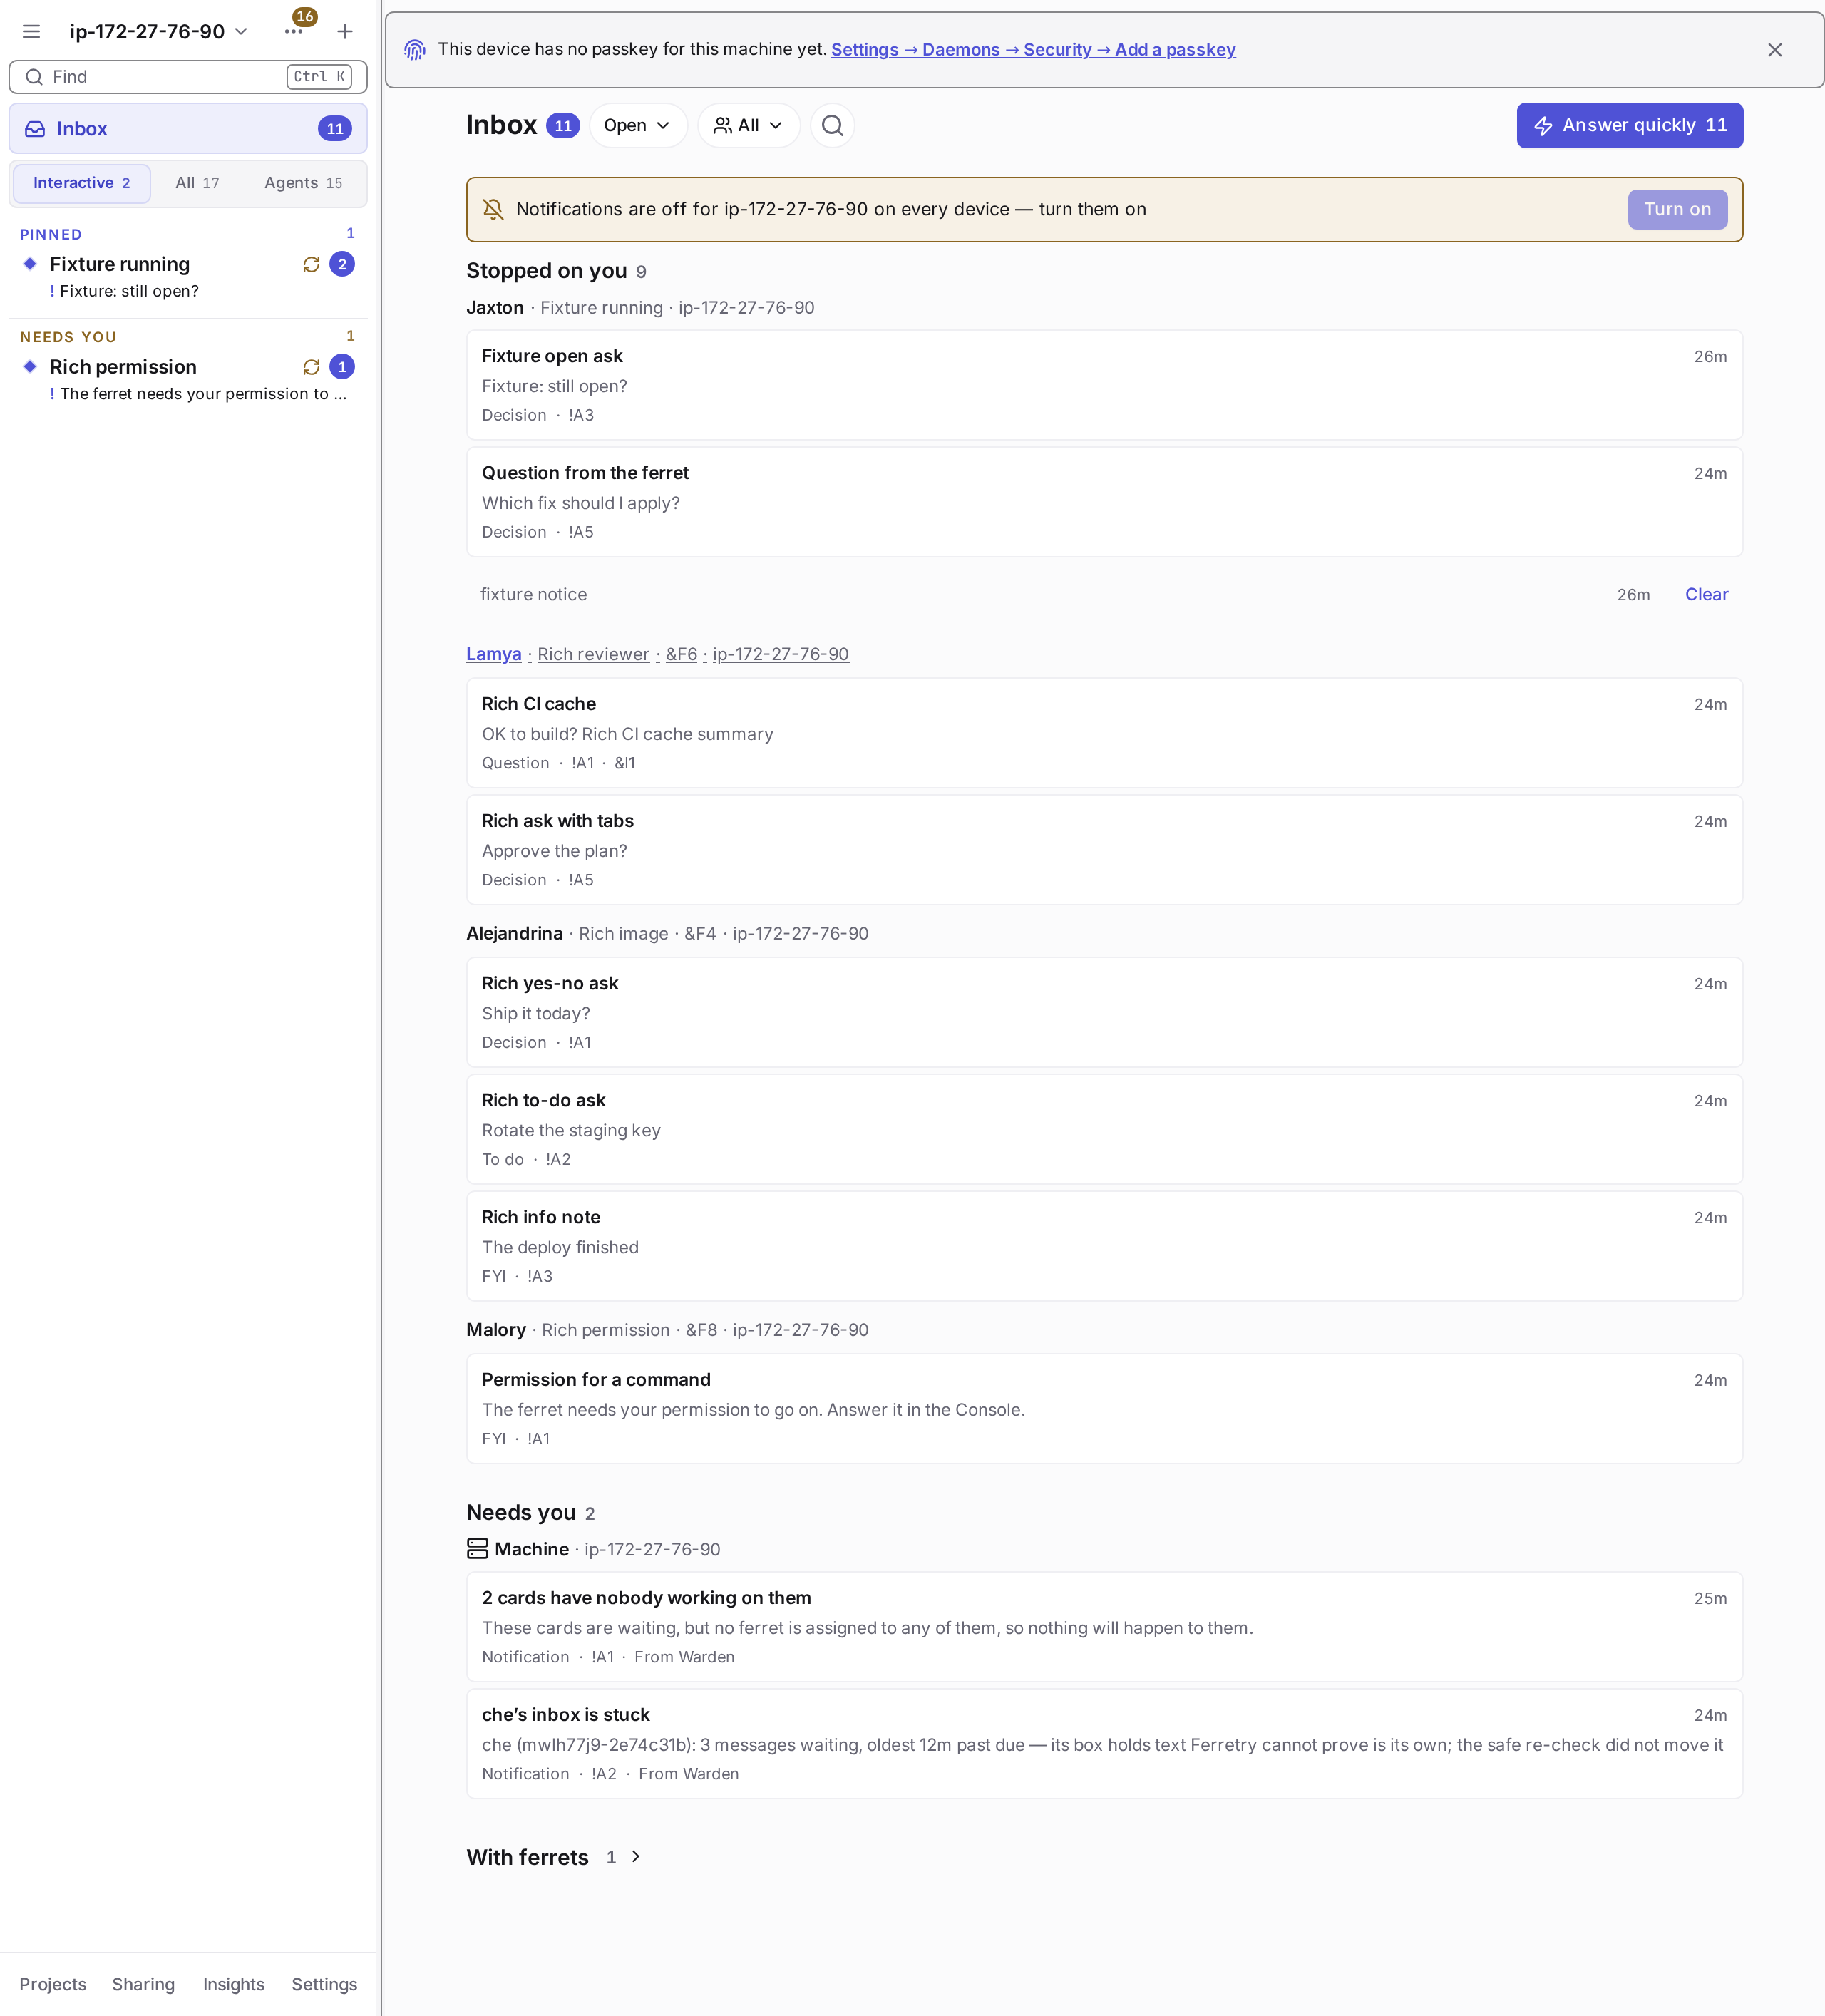 ip-172-27-76-90
16
Find
Ctrl K
Inbox 11
Interactive 2 All 17 Agents 15
PINNED 1
Fixture running 2
! Fixture: still open?
NEEDS YOU 1
Rich permission 1
! The ferret needs your permission to ...
Projects Sharing Insights Settings
This device has no passkey for this machine yet. Settings → Daemons → Security → Add a passkey
Inbox 11 Open All Answer quickly 11
Notifications are off for ip-172-27-76-90 on every device — turn them on Turn on
Stopped on you 9
Jaxton · Fixture running · ip-172-27-76-90
Fixture open ask 26m
Fixture: still open?
Decision · !A3
Question from the ferret 24m
Which fix should I apply?
Decision · !A5
fixture notice 26m Clear
Lamya · Rich reviewer · &F6 · ip-172-27-76-90
Rich CI cache 24m
OK to build? Rich CI cache summary
Question · !A1 · &I1
Rich ask with tabs 24m
Approve the plan?
Decision · !A5
Alejandrina · Rich image · &F4 · ip-172-27-76-90
Rich yes-no ask 24m
Ship it today?
Decision · !A1
Rich to-do ask 24m
Rotate the staging key
To do · !A2
Rich info note 24m
The deploy finished
FYI · !A3
Malory · Rich permission · &F8 · ip-172-27-76-90
Permission for a command 24m
The ferret needs your permission to go on. Answer it in the Console.
FYI · !A1
Needs you 2
Machine · ip-172-27-76-90
2 cards have nobody working on them 25m
These cards are waiting, but no ferret is assigned to any of them, so nothing will happen to them.
Notification · !A1 · From Warden
che’s inbox is stuck 24m
che (mwlh77j9-2e74c31b): 3 messages waiting, oldest 12m past due — its box holds text Ferretry cannot prove is its own; the safe re-check did not move it
Notification · !A2 · From Warden
With ferrets 1